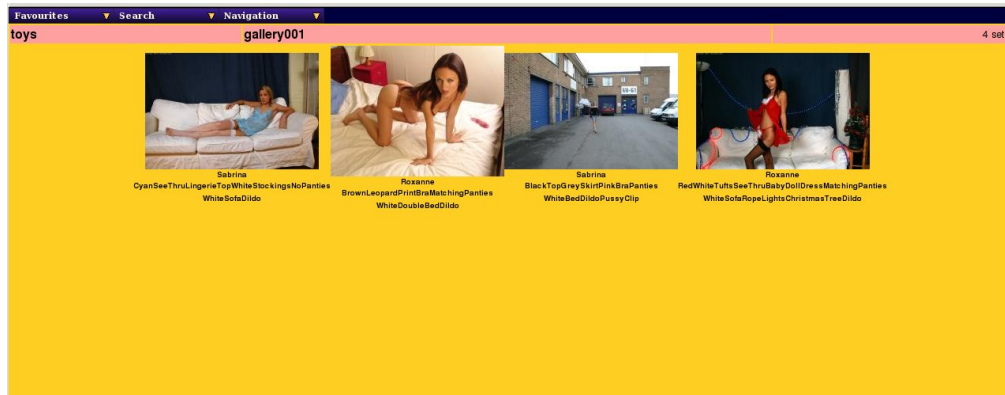 Favourites ▼ Search ▼ Navigation ▼
toys gallery001 4 set
Sabrina
CyanSeeThruLingerieTopWhiteStockingsNoPanties
WhiteSofaDildo
Roxanne
BrownLeopardPrintBraMatchingPanties
WhiteDoubleBedDildo
Sabrina
BlackTopGreySkirtPinkBraPanties
WhiteBedDildoPussyClip
Roxanne
RedWhiteTuftsSeeThruBabyDollDressMatchingPanties
WhiteSofaRopeLightsChristmasTreeDildo